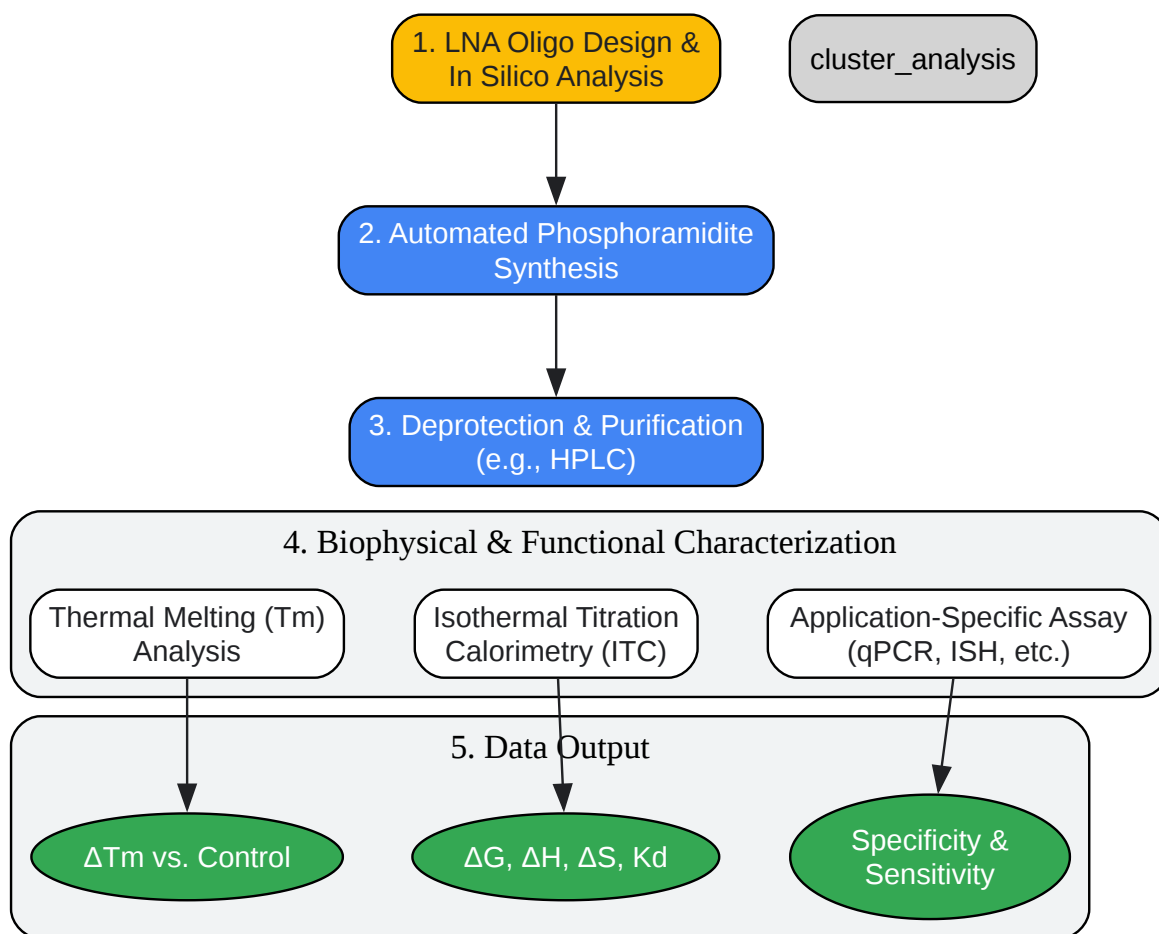 1. LNA Oligo Design &
In Silico Analysis
cluster_analysis
2. Automated Phosphoramidite
Synthesis
3. Deprotection & Purification
(e.g., HPLC)
4. Biophysical & Functional Characterization
Thermal Melting (Tm)
Analysis
Isothermal Titration
Calorimetry (ITC)
Application-Specific Assay
(qPCR, ISH, etc.)
5. Data Output
ΔTm vs. Control
ΔG, ΔH, ΔS, Kd
Specificity &
Sensitivity